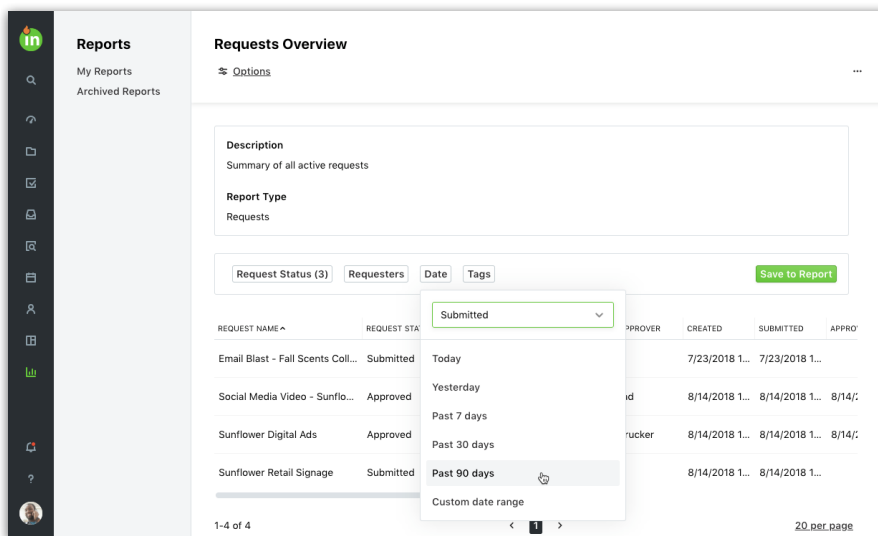 in
Reports
My Reports
Archived Reports
Requests Overview
Options
...
Description
Summary of all active requests
Report Type
Requests
Request Status (3) Requesters Date Tags Save to Report
Submitted
REQUEST NAME REQUEST STA PPROVER CREATED SUBMITTED APPRO
Today
Email Blast - Fall Scents Coll... Submitted 7/23/2018 1... 7/23/2018 1...
Yesterday
Social Media Video - Sunflo... Approved nd 8/14/2018 1... 8/14/2018 1... 8/14/
Past 7 days
Past 30 days
Sunflower Digital Ads Approved rucker 8/14/2018 1... 8/14/2018 1... 8/14/
Past 90 days
Sunflower Retail Signage Submitted 8/14/2018 1... 8/14/2018 1...
Custom date range
1-4 of 4 < 1 > 20 per page
?